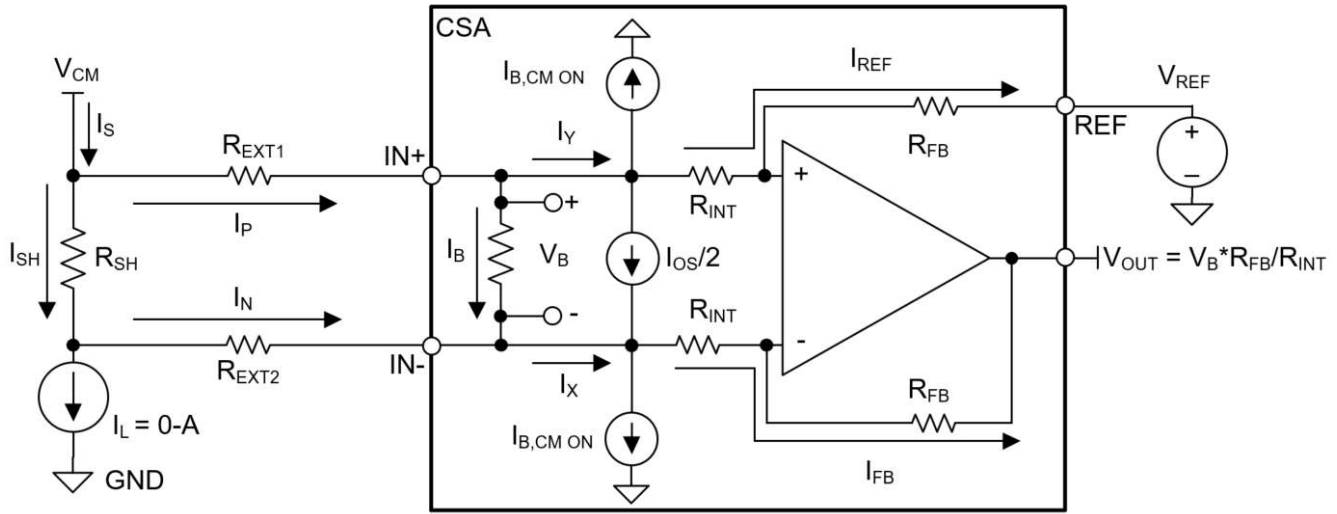 CSA
V_CM
I_B,CM ON
I_REF
V_REF
I_S
R_EXT1
IN+
I_Y
R_FB
REF
+
–
I_P
R_INT
+
I_SH
R_SH
I_B
+
V_B
-
I_OS/2
V_OUT = V_B*R_FB/R_INT
I_N
R_INT
-
R_EXT2
IN-
I_X
R_FB
I_L = 0-A
I_B,CM ON
I_FB
GND